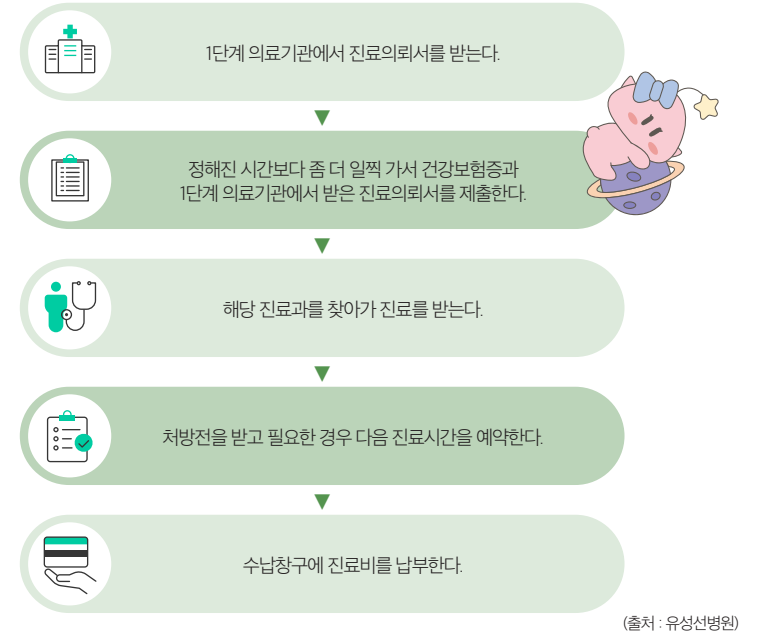 1단계 의료기관에서 진료의뢰서를 받는다.
정해진 시간보다 좀 더 일찍 가서 건강보험증과
1단계 의료기관에서 받은 진료의뢰서를 제출한다.
해당 진료과를 찾아가 진료를 받는다.
처방전을 받고 필요한 경우 다음 진료시간을 예약한다.
수납창구에 진료비를 납부한다.
(출처 : 유성선병원)